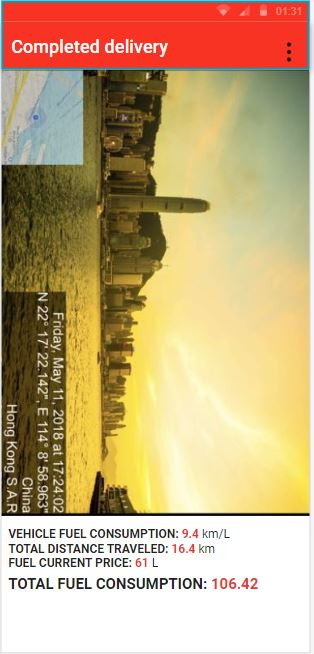 01:31
Completed delivery
Friday, May 11, 2018 at 17:24:02
N 22° 17' 22.142", E 114° 8' 58.963"
China
Hong Kong S.A.R
VEHICLE FUEL CONSUMPTION: 9.4 km/L
TOTAL DISTANCE TRAVELED: 16.4 km
FUEL CURRENT PRICE: 61 L
TOTAL FUEL CONSUMPTION: 106.42